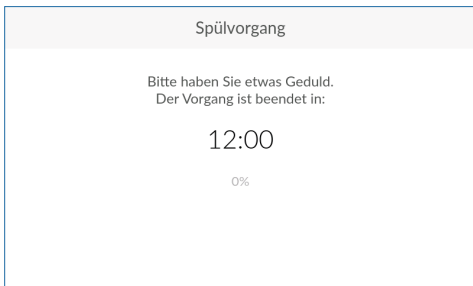 Spülvorgang
Bitte haben Sie etwas Geduld.
Der Vorgang ist beendet in:
12:00
0%